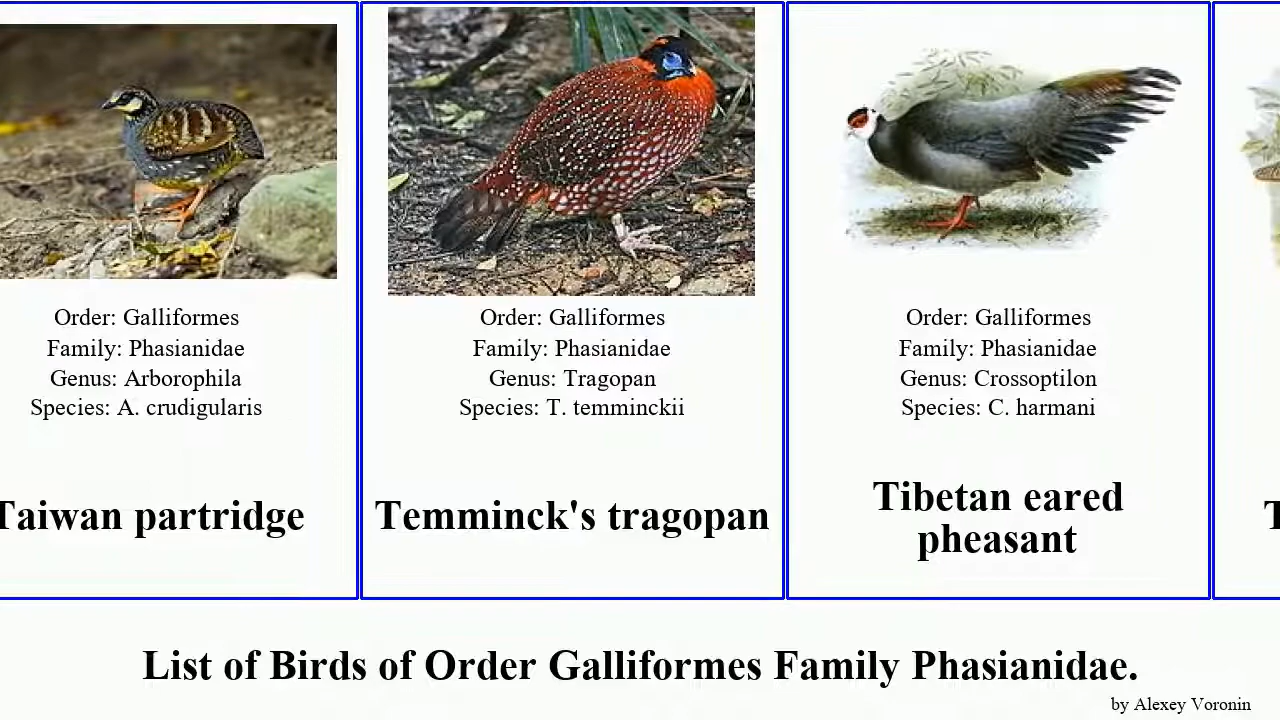 Order: Galliformes
Family: Phasianidae
Genus: Arborophila
Species: A. crudigularis
Taiwan partridge
Order: Galliformes
Family: Phasianidae
Genus: Tragopan
Species: T. temminckii
Temminck's tragopan
Order: Galliformes
Family: Phasianidae
Genus: Crossoptilon
Species: C. harmani
Tibetan eared
pheasant
T
List of Birds of Order Galliformes Family Phasianidae.
by Alexey Voronin